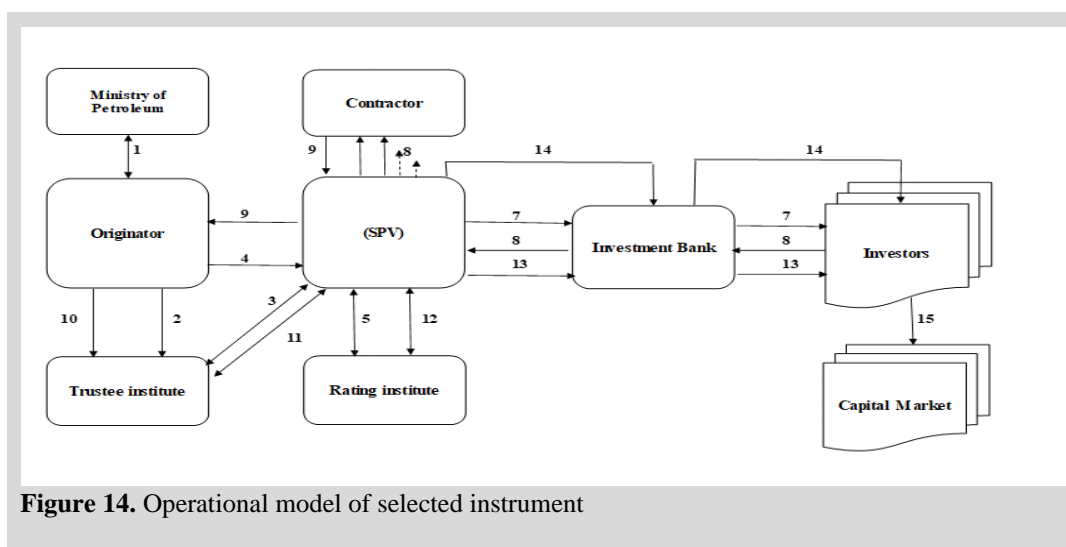 Ministry of
Petroleum
Contractor
1
9
8
14
14
Originator
9
4
(SPV)
7
8
13
Investment Bank
7
8
13
Investors
10
2
3
11
5
12
15
Trustee institute
Rating institute
Capital Market
Figure 14. Operational model of selected instrument